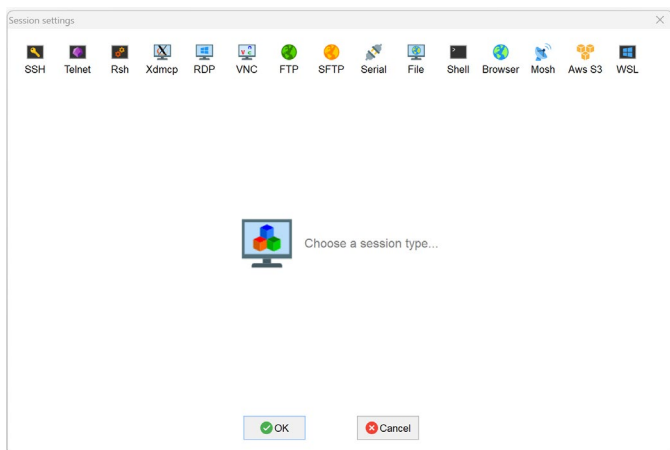 Session settings
SSH Telnet Rsh Xdmcp RDP VNC FTP SFTP Serial File Shell Browser Mosh Aws S3 WSL
Choose a session type...
OK Cancel